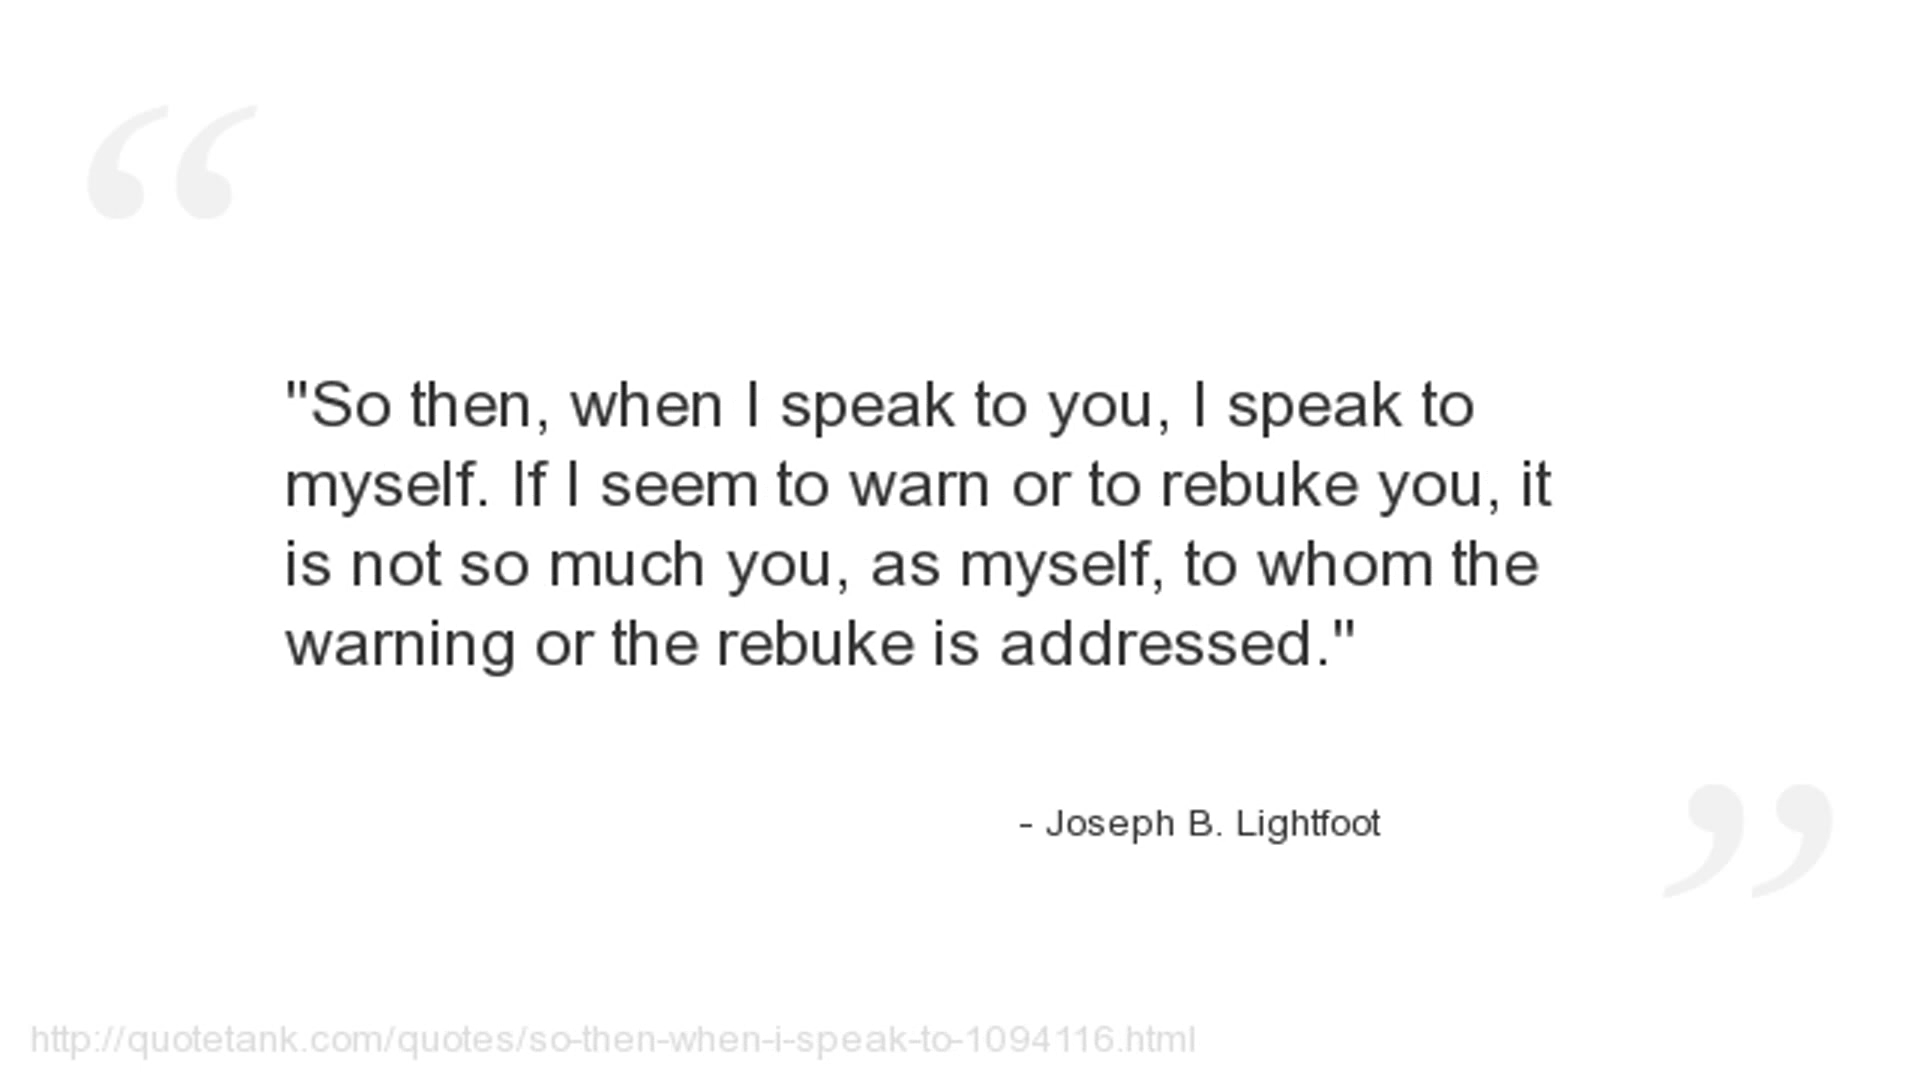 "So then, when I speak to you, I speak to
myself. If I seem to warn or to rebuke you, it
is not so much you, as myself, to whom the
warning or the rebuke is addressed."
- Joseph B. Lightfoot
http://quotetank.com/quotes/so-then-when-i-speak-to-1094116.html